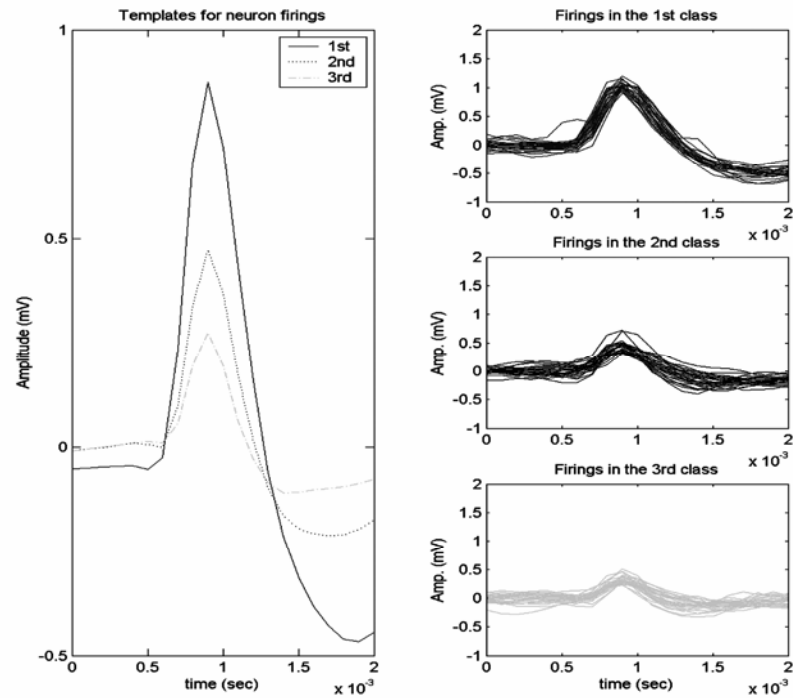 Templates for neuron firings
1st
2nd
3rd
Amplitude (mV)
1
0.5
0
-0.5
0
0.5
1
1.5
2
time (sec)
x 10-3
Firings in the 1st class
Amp. (mV)
2
1.5
1
0.5
0
-0.5
-1
0
0.5
1
1.5
2
x 10-3
Firings in the 2nd class
Amp. (mV)
2
1.5
1
0.5
0
-0.5
-1
0
0.5
1
1.5
2
x 10-3
Firings in the 3rd class
Amp. (mV)
2
1.5
1
0.5
0
-0.5
-1
0
0.5
1
1.5
2
time (sec)
x 10-3